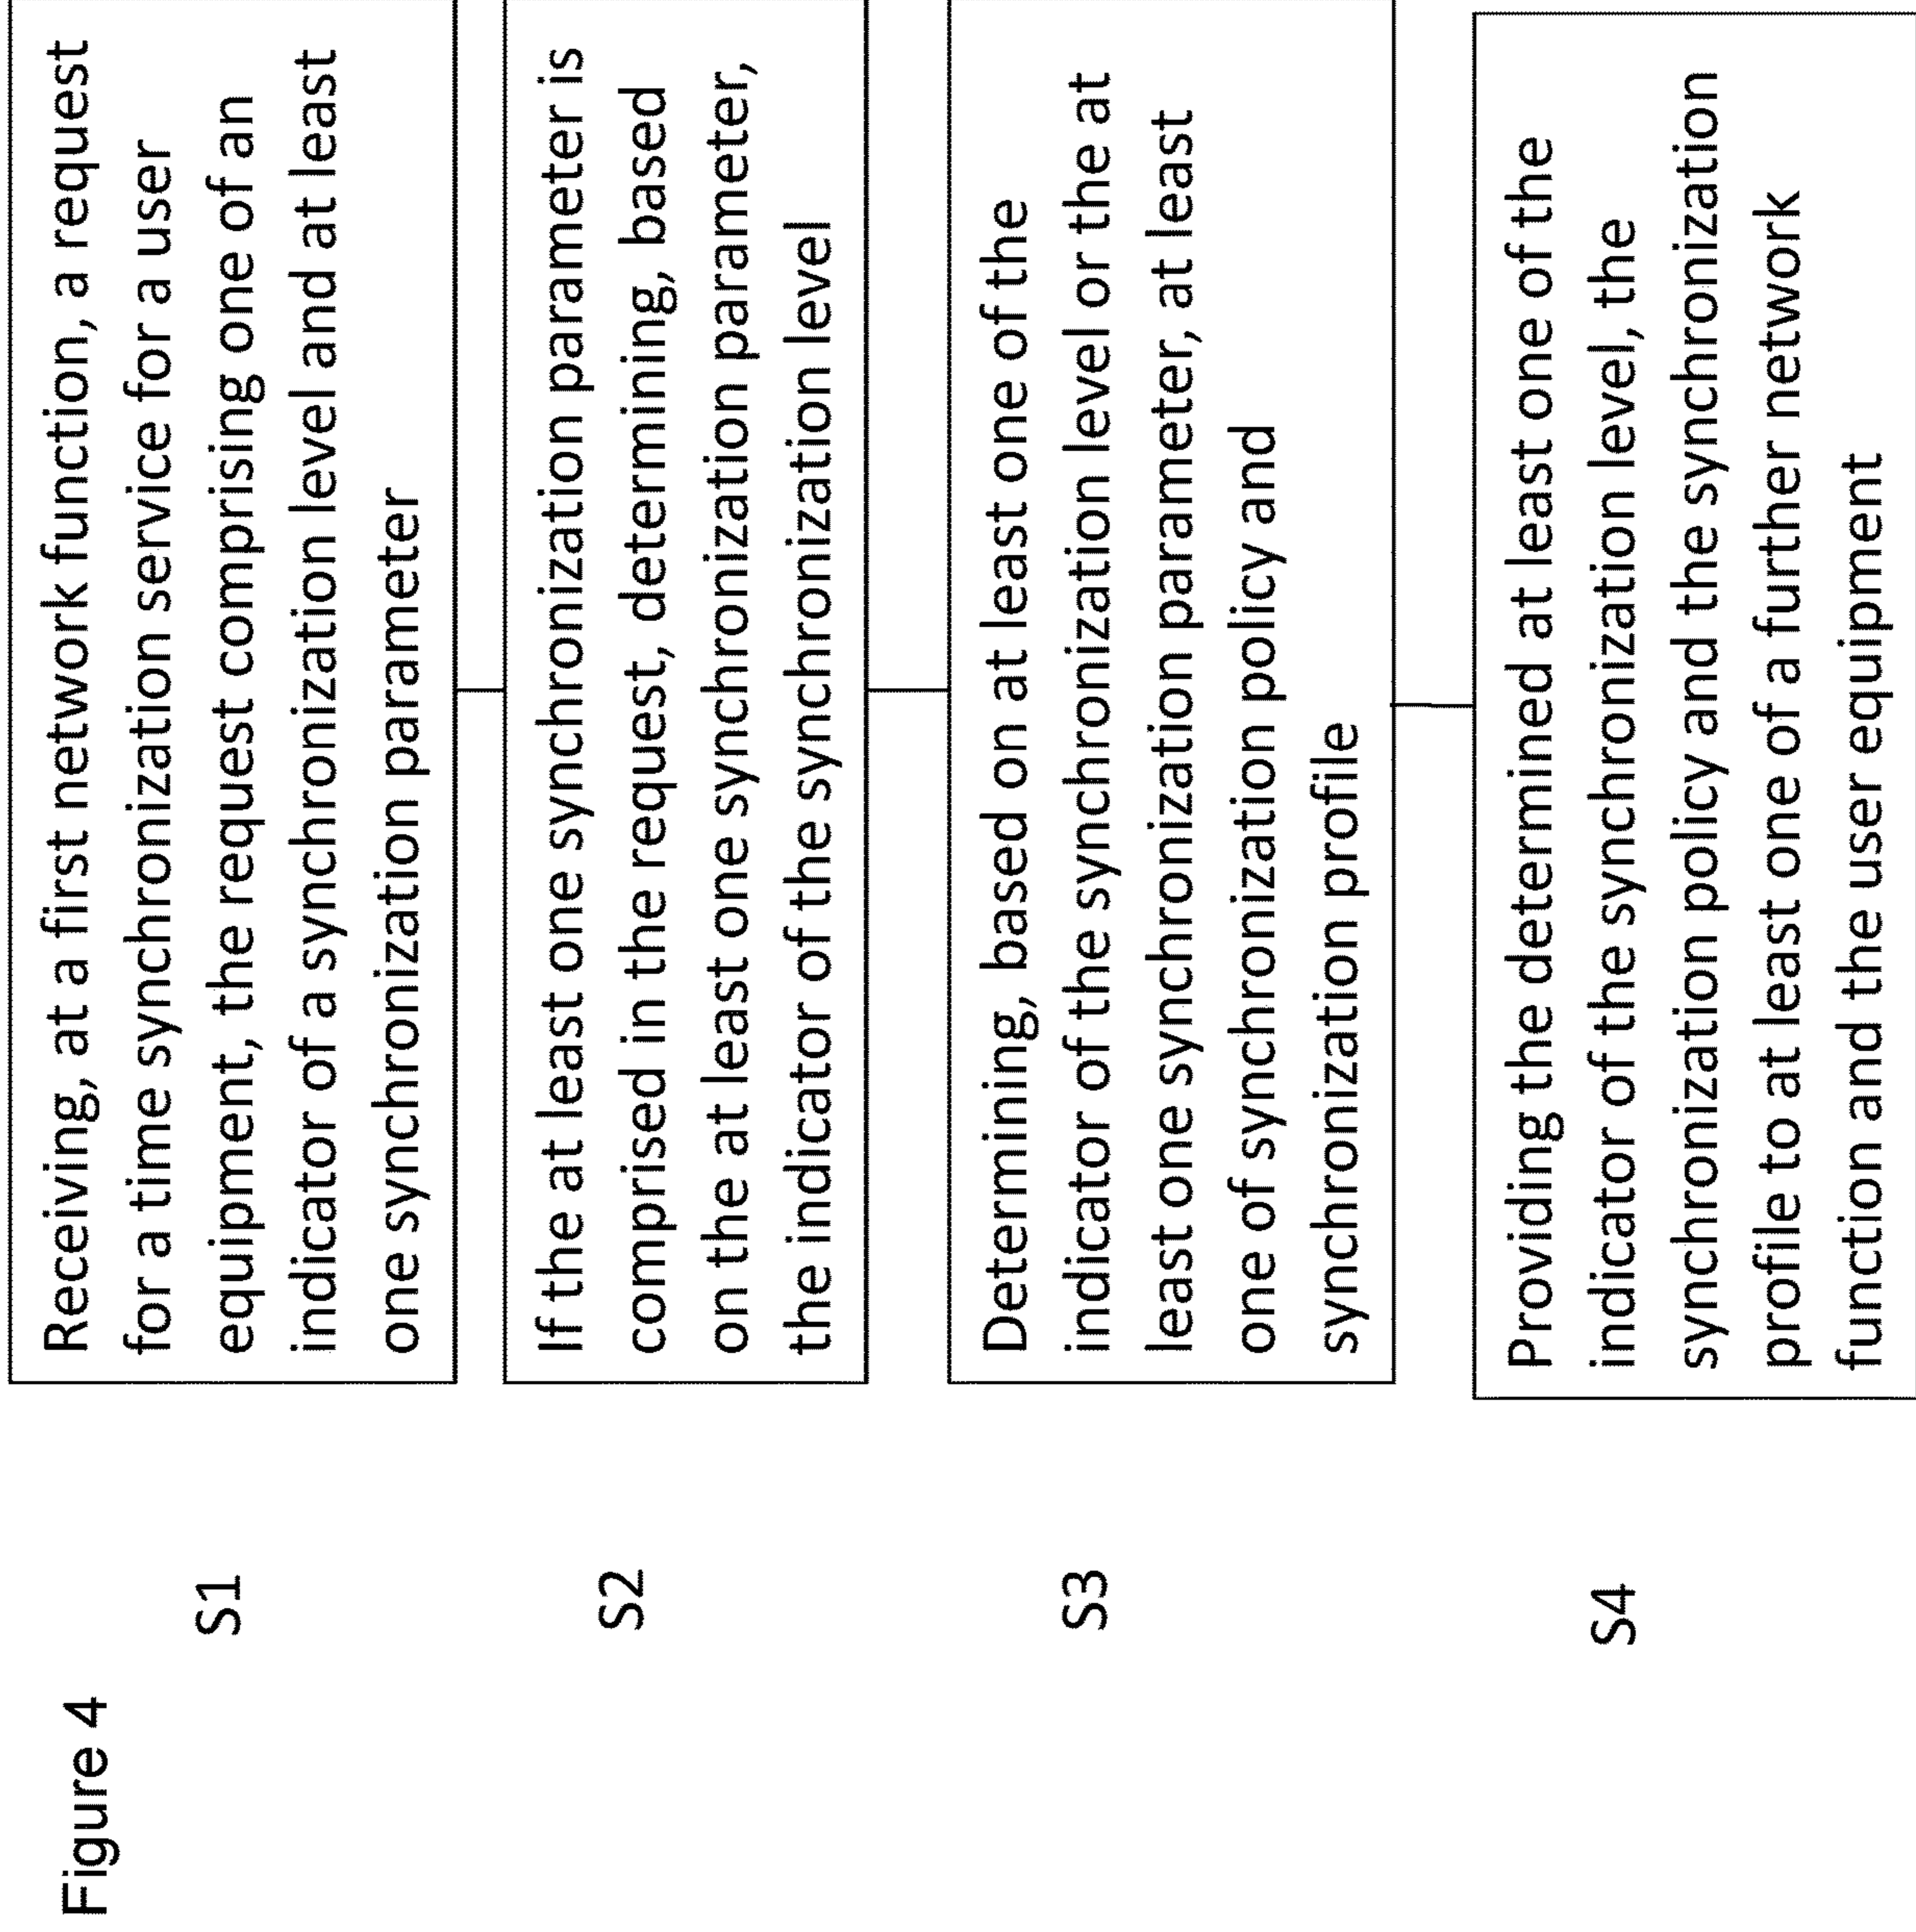 Figure 4
S1
Receiving, at a first network function, a request
for a time synchronization service for a user
equipment, the request comprising one of an
indicator of a synchronization level and at least
one synchronization parameter
S2
If the at least one synchronization parameter is
comprised in the request, determining, based
on the at least one synchronization parameter,
the indicator of the synchronization level
S3
Determining, based on at least one of the
indicator of the synchronization level or the at
least one synchronization parameter, at least
one of synchronization policy and
synchronization profile
S4
Providing the determined at least one of the
indicator of the synchronization level, the
synchronization policy and the synchronization
profile to at least one of a further network
function and the user equipment